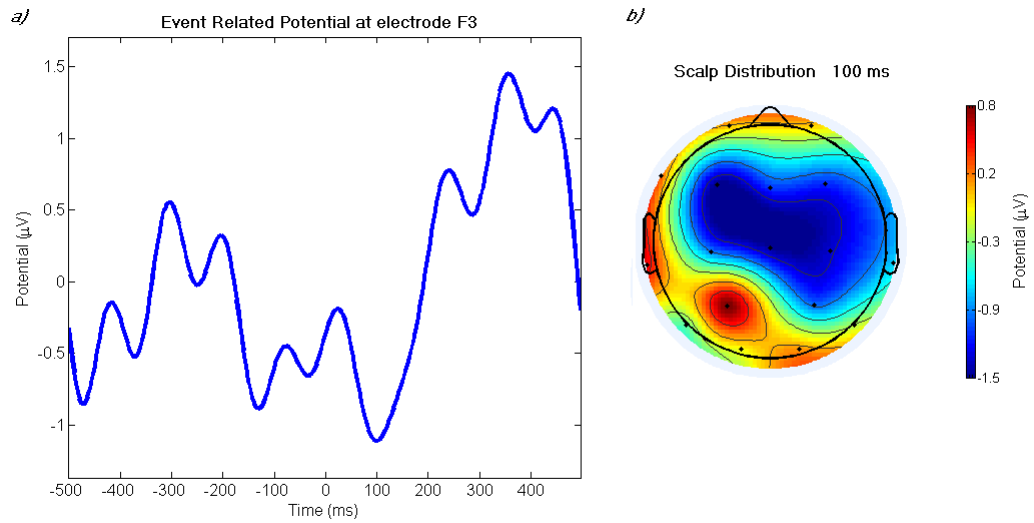 a)
Event Related Potential at electrode F3
Potential (μV)
1.5
1
0.5
0
-0.5
-1
-500 -400 -300 -200 -100 0 100 200 300 400
Time (ms)
b)
Scalp Distribution 100 ms
0.8
0.2
-0.3
-0.9
-1.5
Potential (μV)